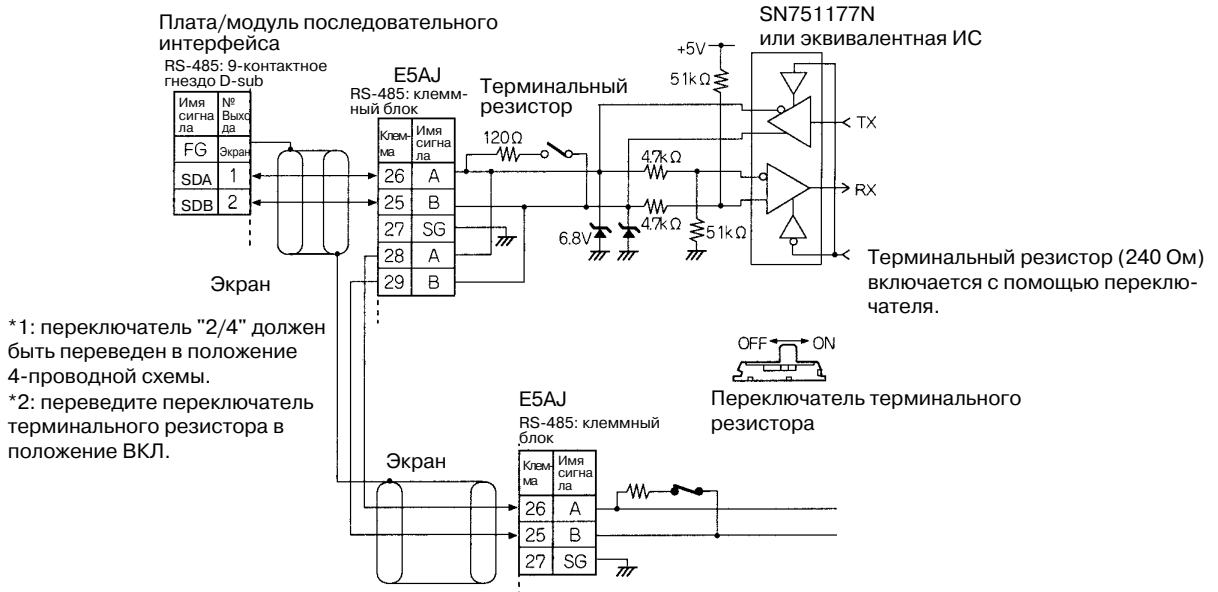 Плата/модуль последовательного
интерфейса
RS-485: 9-контактное
гнездо D-sub
Имя
сигна
ла
№
Выхо
да
FG
Экран
SDA
1
SDB
2
Экран
E5AJ
RS-485: клемм-
ный блок
Клем-
ма
Имя
сигна
ла
26
A
25
B
27
SG
28
A
29
B
Терминальный
резистор
120Ω
SN751177N
или эквивалентная ИС
+5V
51kΩ
TX
4.7kΩ
RX
4.7kΩ
51kΩ
6.8V
Терминальный резистор (240 Ом)
включается с помощью переклю-
чателя.
OFF
ON
Переключатель терминального
резистора
*1: переключатель "2/4" должен
быть переведен в положение
4-проводной схемы.
*2: переведите переключатель
терминального резистора в
положение ВКЛ.
Экран
E5AJ
RS-485: клеммный
блок
Клем-
ма
Имя
сигна
ла
26
A
25
B
27
SG